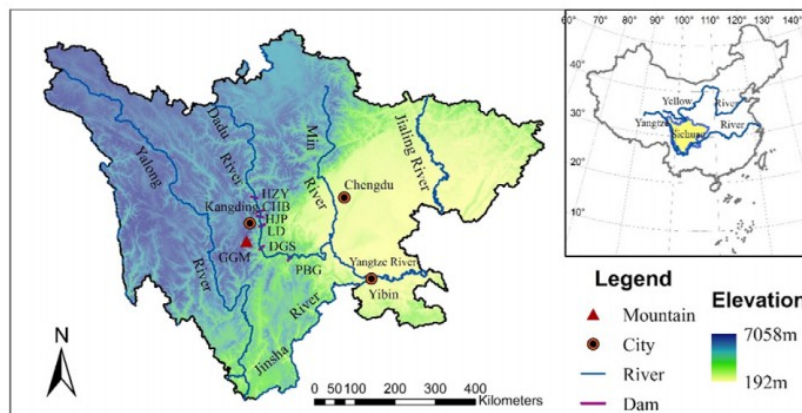 60° 70° 80° 90° 100° 110° 120° 130° 140°
40°
30°
20°
10°
Yellow
River
Yangtze
River
Sichuan
Yalong
River
Dadu
River
Min
River
Jialing River
HZY
CHB
Kangding
HJP
LD
DGS
GGM
PBG
Chengdu
Yangtze River
Yibin
Jinsha
River
N
0 50 100 200 300 400
Kilometers
Legend
Mountain
City
River
Dam
Elevation
7058m
192m